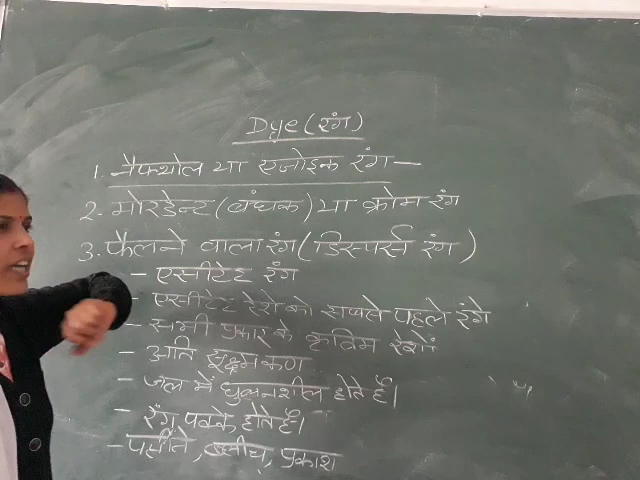 Dye (रंग)
1. नैफ्थोल या एजोइक रंग —
2. मोरडेन्ट (बंधक) या क्रोम रंग
3. फैलने वाला रंग (डिस्पर्स रंग)
- एसीटेट रंग
- एसीटेट रेशे को सबसे पहले रंगे
- सभी प्रकार के कृत्रिम रेशों
- अति सूक्ष्म कण
- जल में घुलनशील होते हैं।
- रंग पक्के होते हैं।
- पसीने, क्लोरीन, प्रकाश